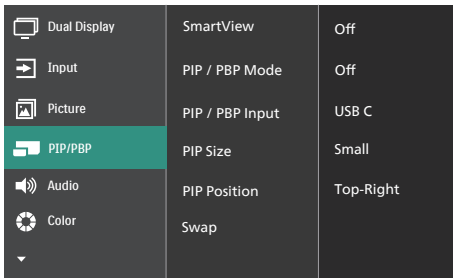 Dual Display
Input
Picture
PIP/PBP
Audio
Color
SmartView
PIP / PBP Mode
PIP / PBP Input
PIP Size
PIP Position
Swap
Off
Off
USB C
Small
Top-Right